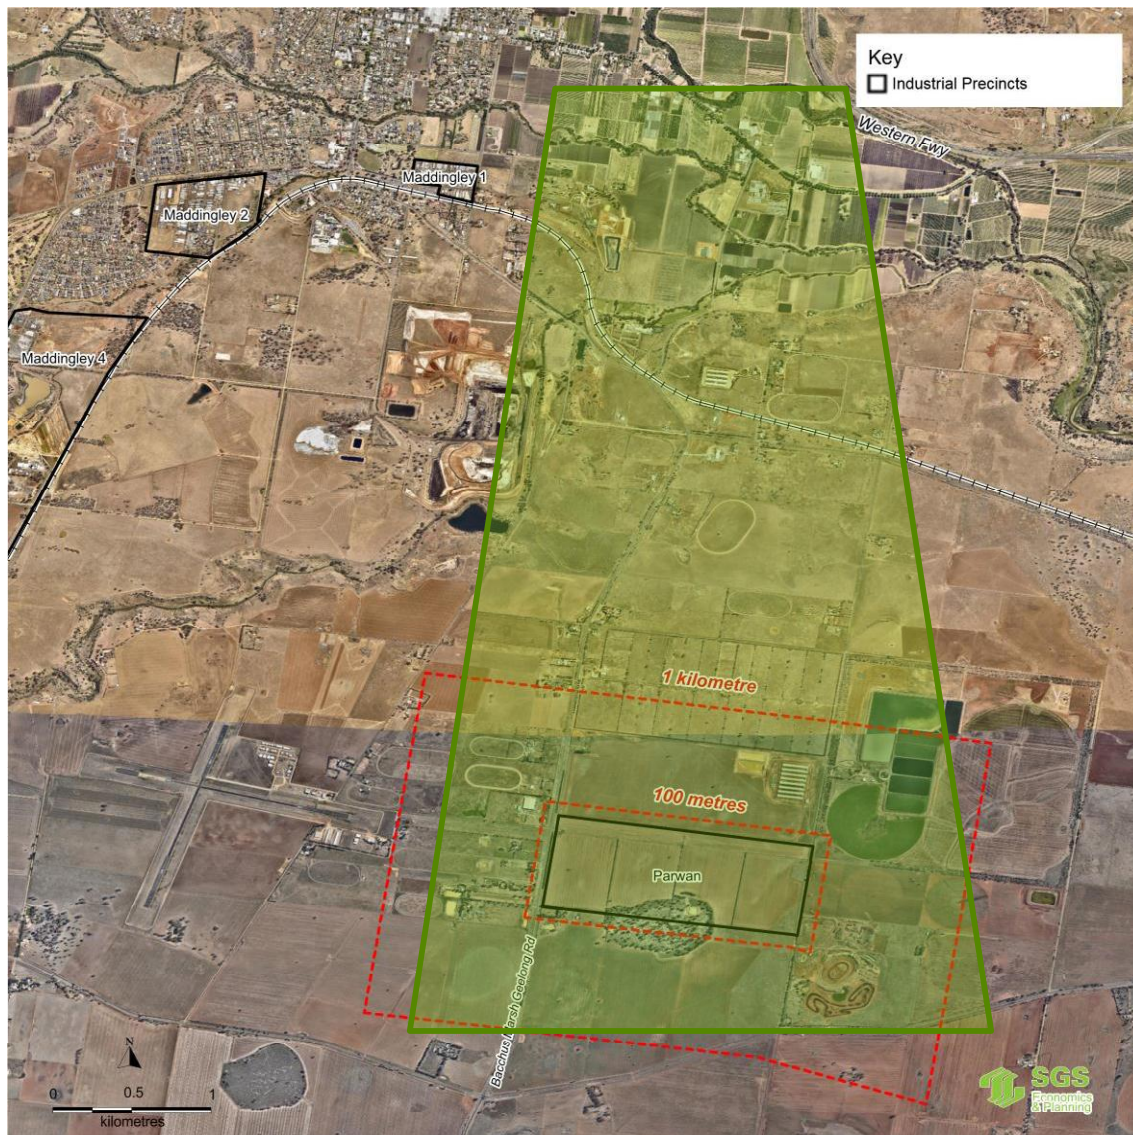 Key
Industrial Precincts
Western Fwy
Maddingley 1
Maddingley 2
Maddingley 4
1 kilometre
100 metres
Parwan
Bacchus Marsh Geelong Rd
N
0 0.5 1
kilometres
SGS
Economics
& Planning